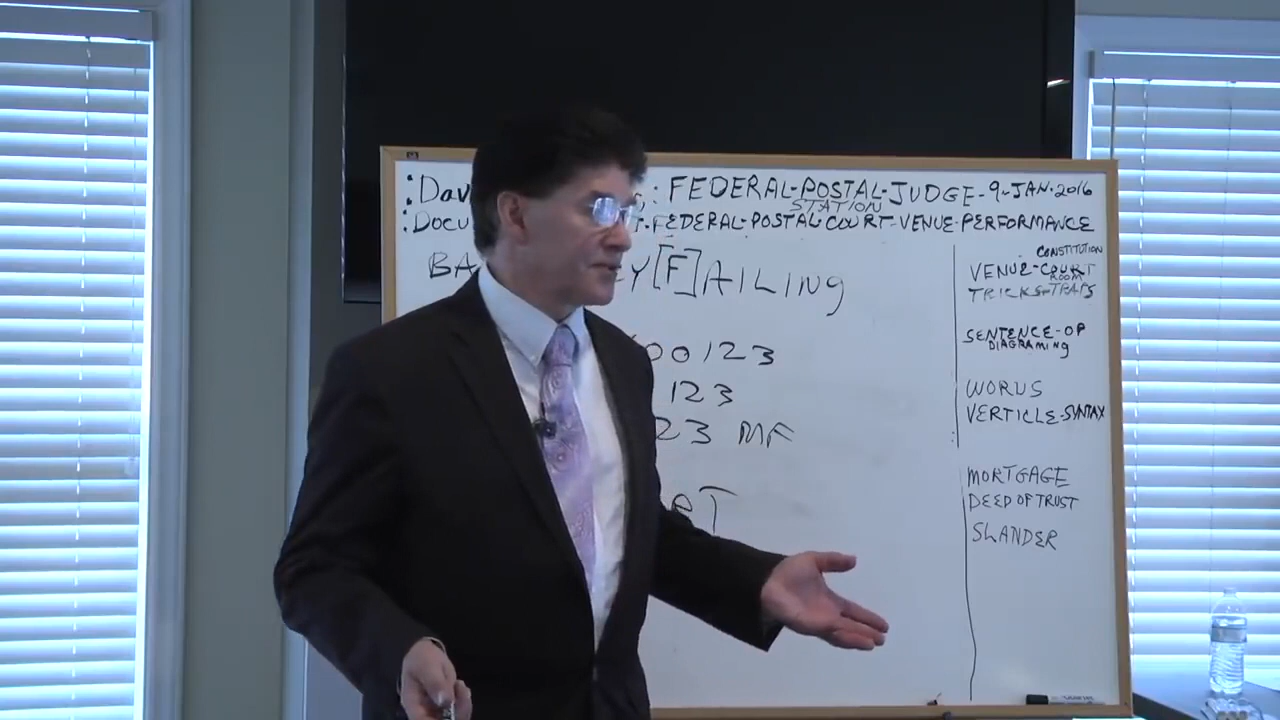 :Dav : FEDERAL-POSTAL-JUDGE-9-JAN-2016
STATION
:DOCU T-FEDERAL-POSTAL-COURT-VENUE-PERFORMANCE
BA Y[F]AILINg
CONSTITUTION
VENUE-COURT
ROOM
TRICKS-TRAPS
00123
SENTENCE-OP
DIAGRAMINg
123
WORDS
VERTICLE-SYNTAX
23 MF
MORTGAGE
DEED OF TRUST
SLANDER